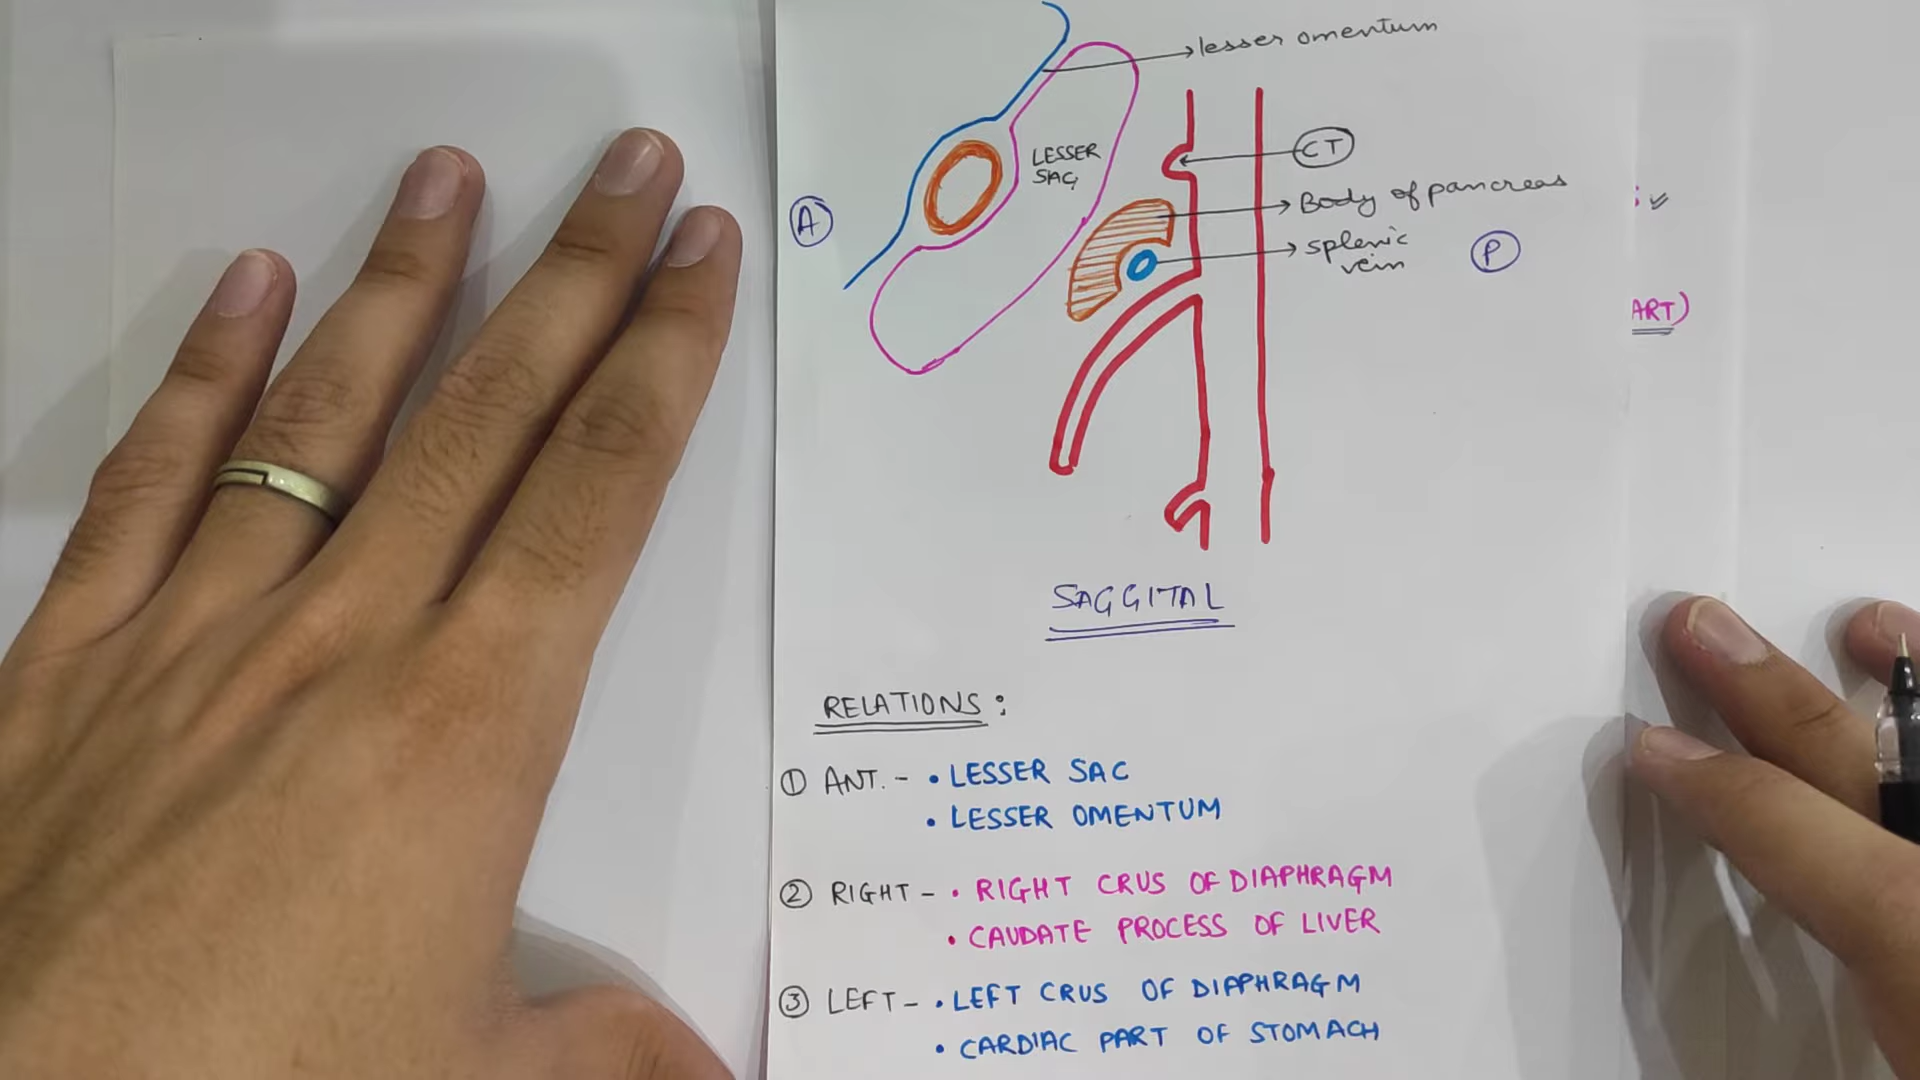 lesser omentum
LESSER
SAC
CT
A
Body of pancreas
splenic
vein
P
ART)
SAGGITAL
RELATIONS :
① ANT. - • LESSER SAC
• LESSER OMENTUM
② RIGHT - • RIGHT CRUS OF DIAPHRAGM
• CAUDATE PROCESS OF LIVER
③ LEFT - • LEFT CRUS OF DIAPHRAGM
• CARDIAC PART OF STOMACH